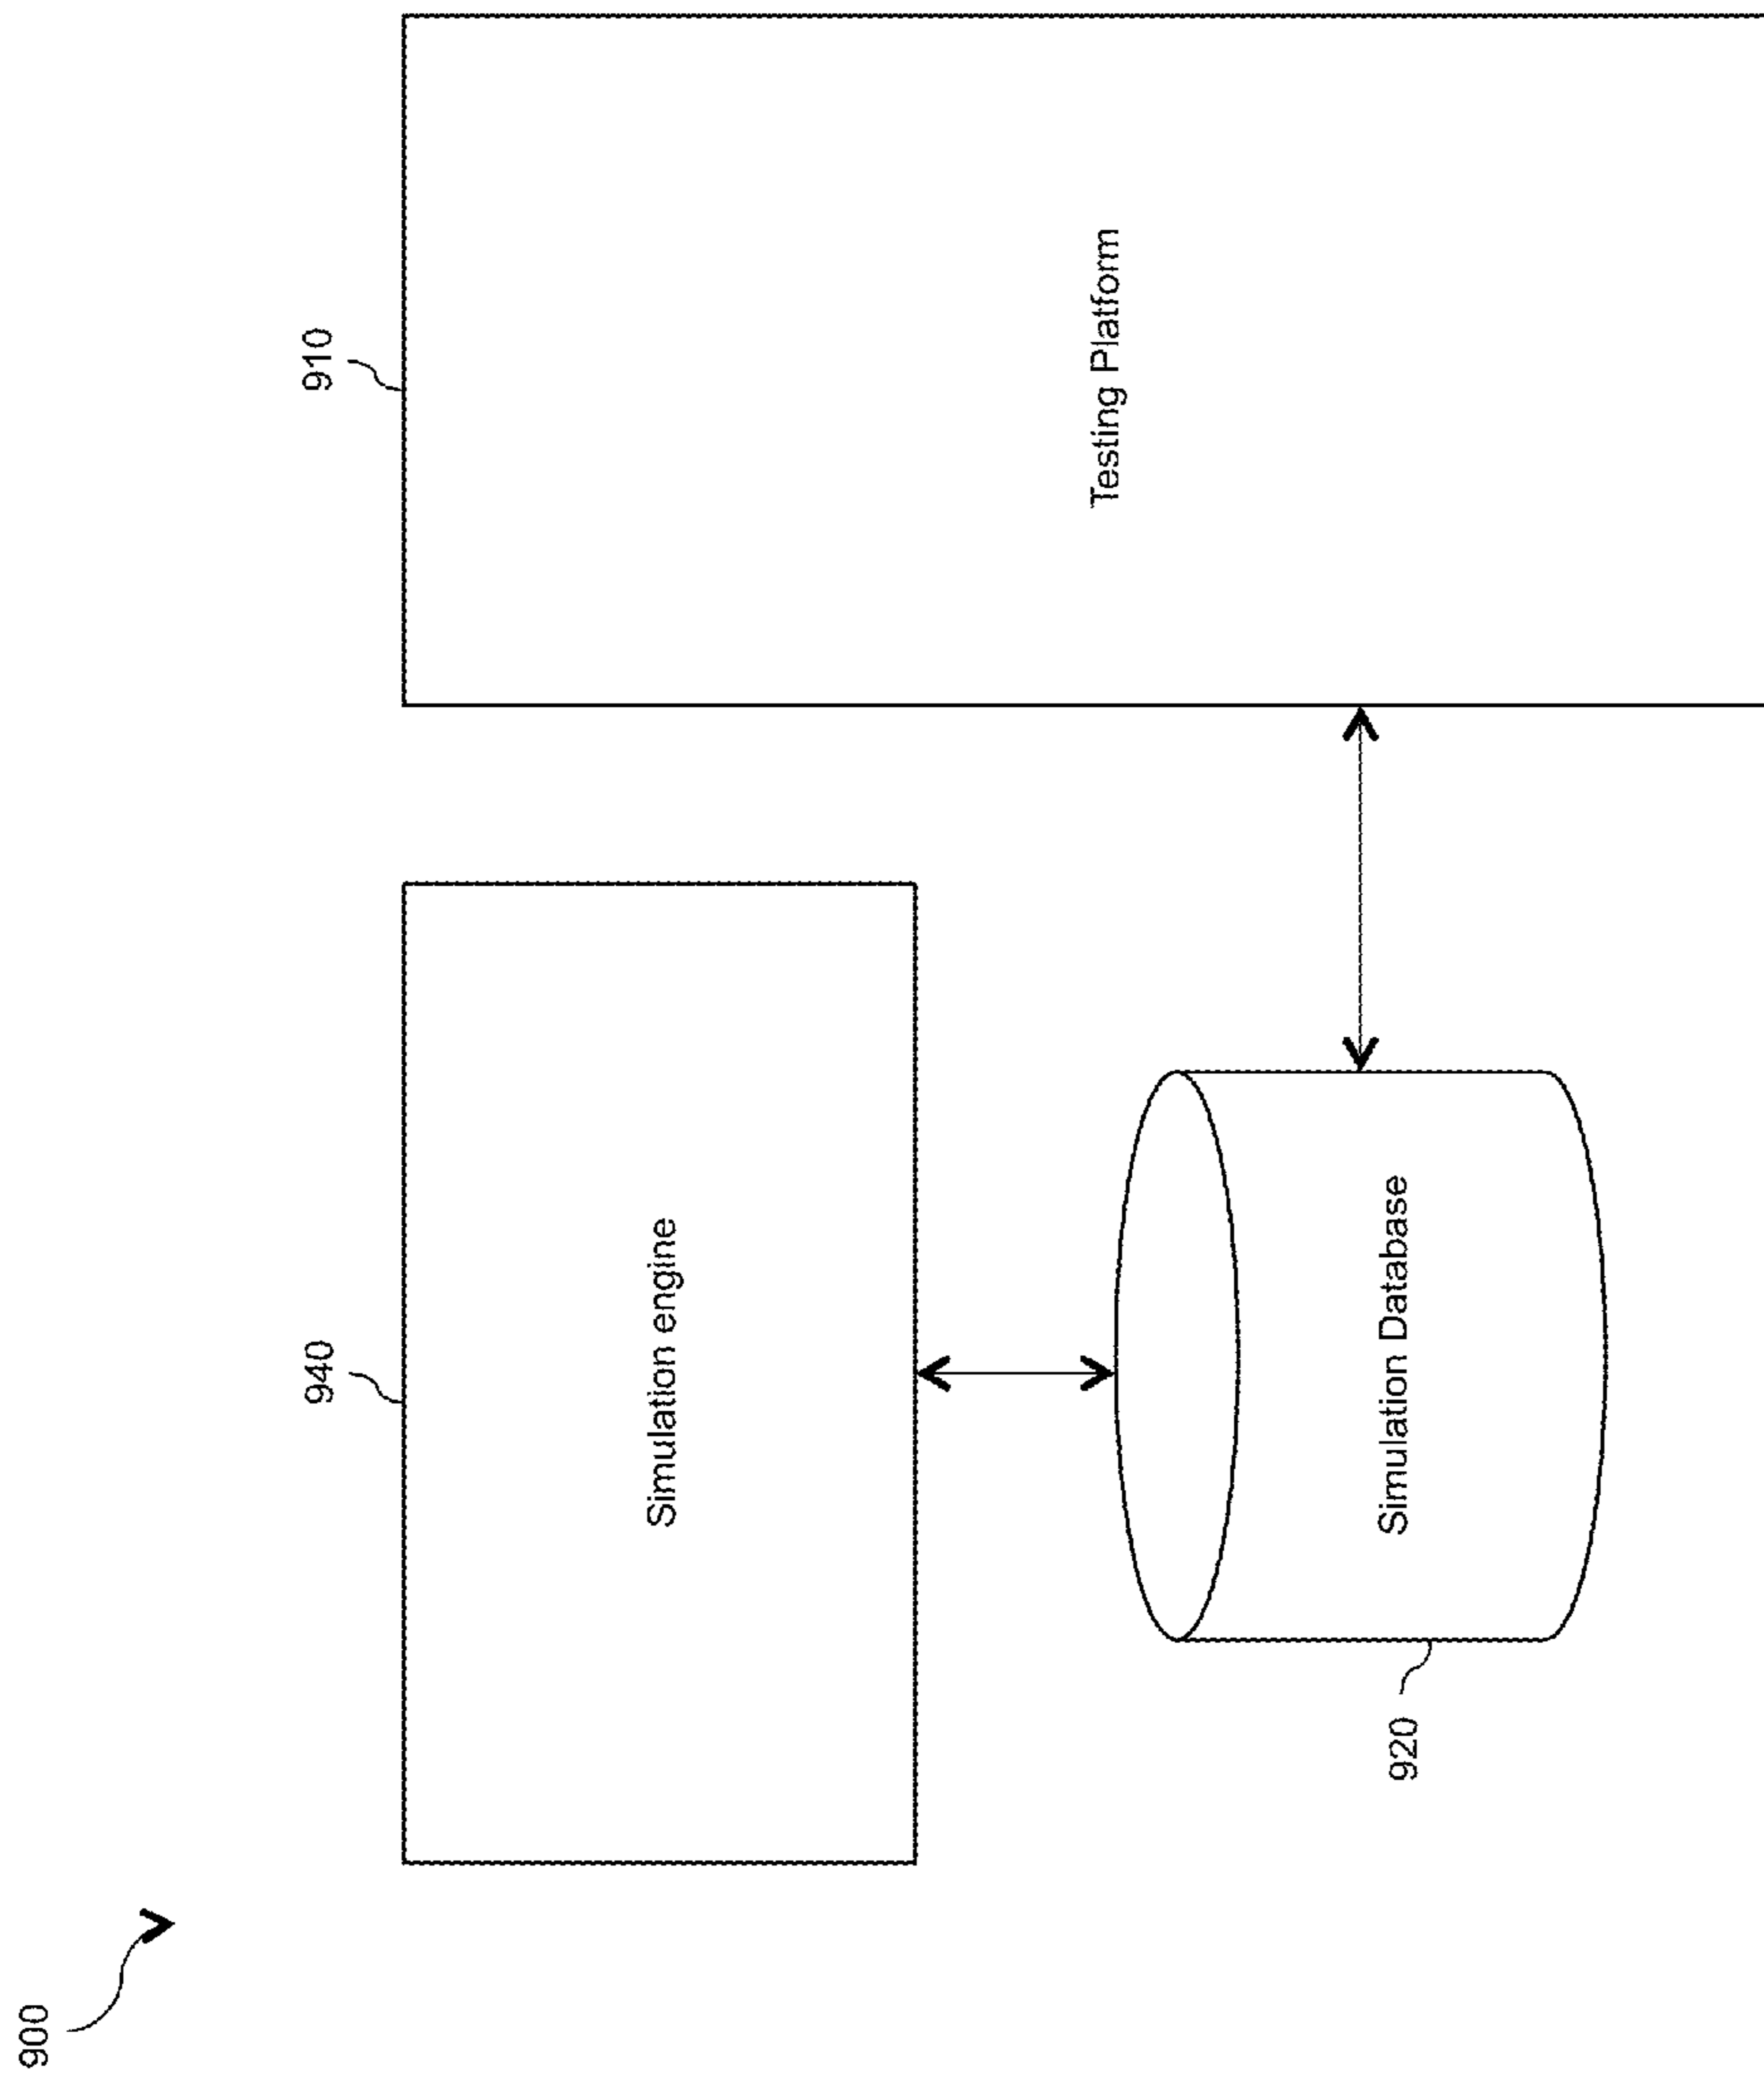 900
940
Simulation engine
920
Simulation Database
910
Testing Platform